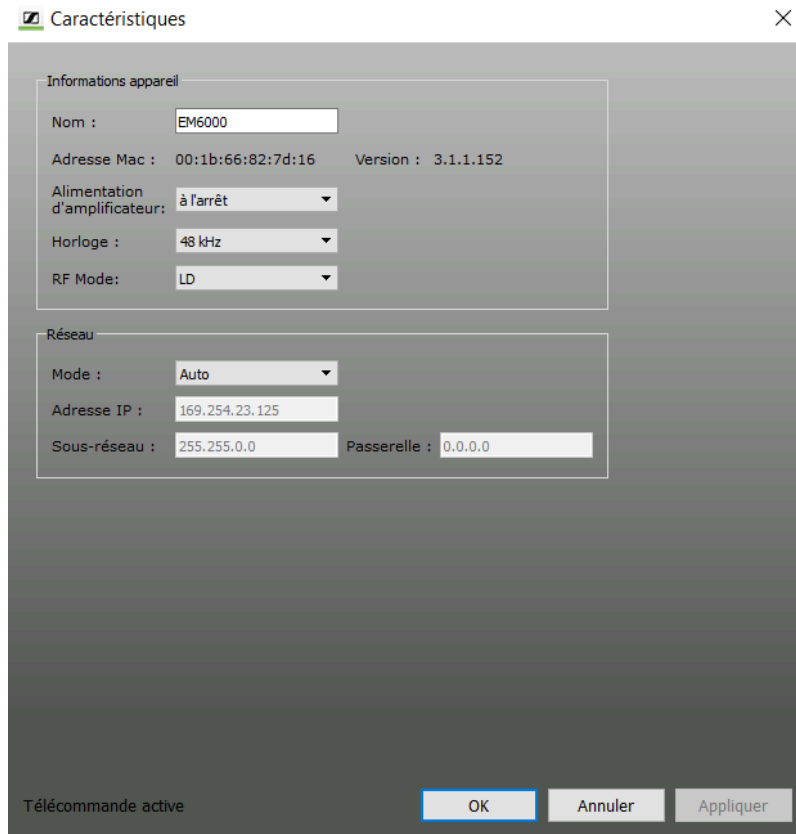 Caractéristiques
Informations appareil
Nom : EM6000
Adresse Mac : 00:1b:66:82:7d:16 Version : 3.1.1.152
Alimentation
d'amplificateur: à l'arrêt
Horloge : 48 kHz
RF Mode: LD
Réseau
Mode : Auto
Adresse IP : 169.254.23.125
Sous-réseau : 255.255.0.0 Passerelle : 0.0.0.0
Télécommande active OK Annuler Appliquer